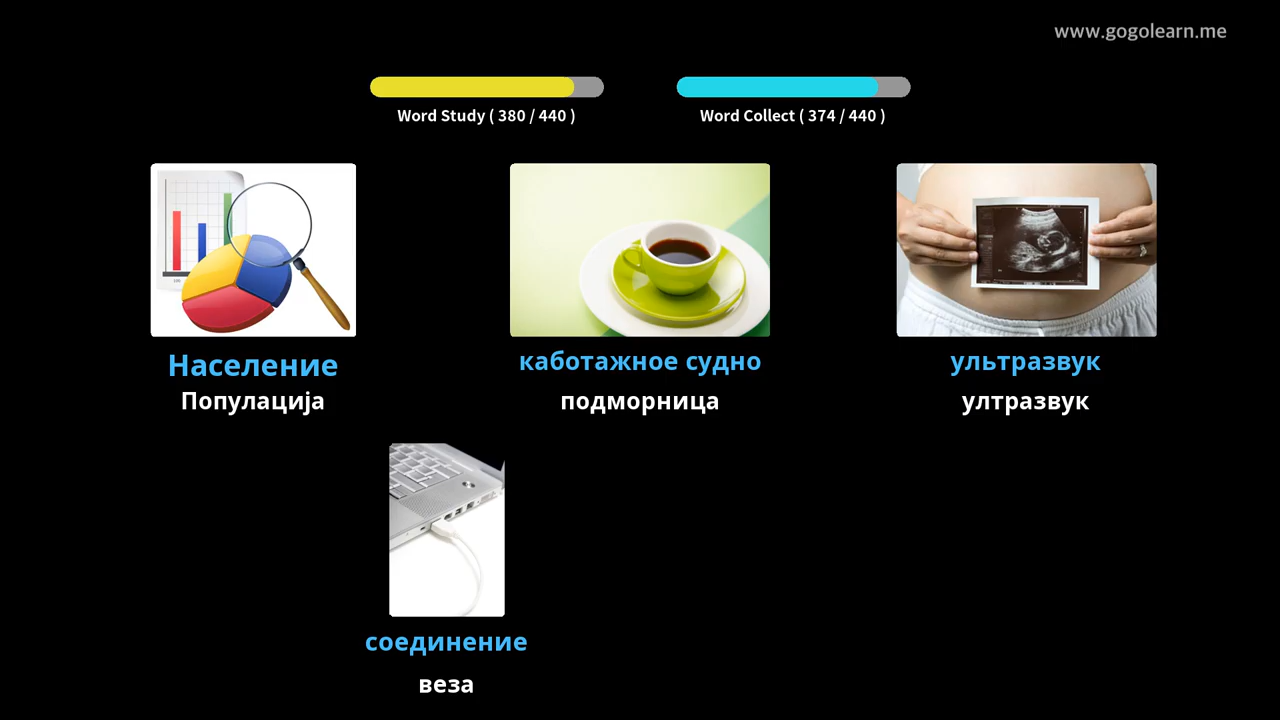 www.gogolearn.me
Word Study ( 380 / 440 )
Word Collect ( 374 / 440 )
Население
Популација
каботажное судно
подморница
ультразвук
ултразвук
соединение
веза